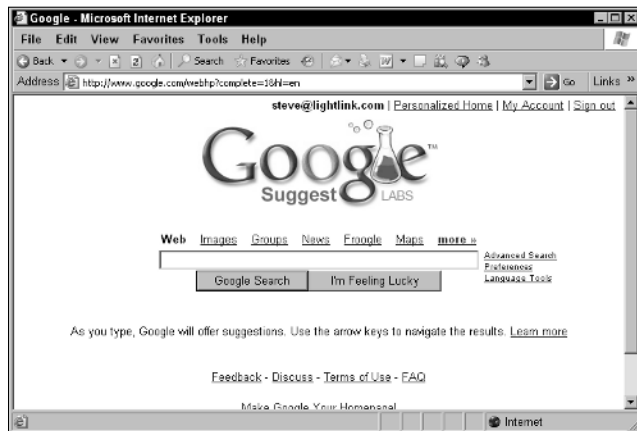 Google - Microsoft Internet Explorer
File Edit View Favorites Tools Help
Back Search Favorites
Address http://www.google.com/webhp?complete=1&hl=en Go Links »
steve@lightlink.com | Personalized Home | My Account | Sign out
Google™
Suggest LABS
Web Images Groups News Froogle Maps more »
Advanced Search
Preferences
Language Tools
Google Search I'm Feeling Lucky
As you type, Google will offer suggestions. Use the arrow keys to navigate the results. Learn more
Feedback - Discuss - Terms of Use - FAQ
Make Google Your Homepage!
Internet